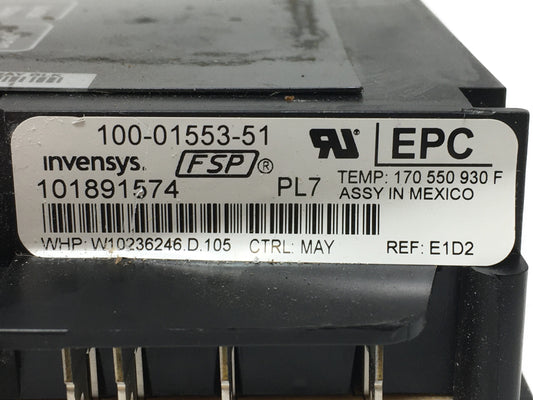 100-01553-51
invensys. FSP®
EPC
101891574
PL7
TEMP: 170 550 930 F
ASSY IN MEXICO
WHP: W10236246.D.105 CTRL: MAY REF: E1D2